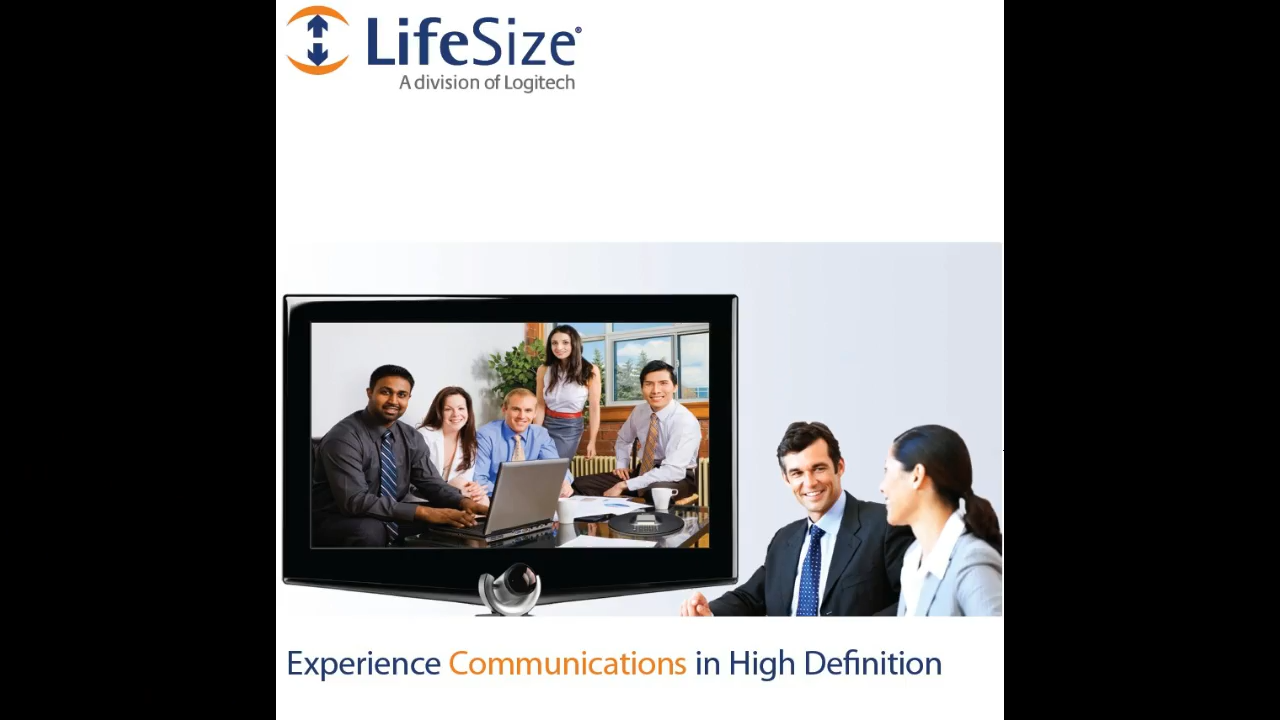 LifeSize®
A division of Logitech
Experience Communications in High Definition